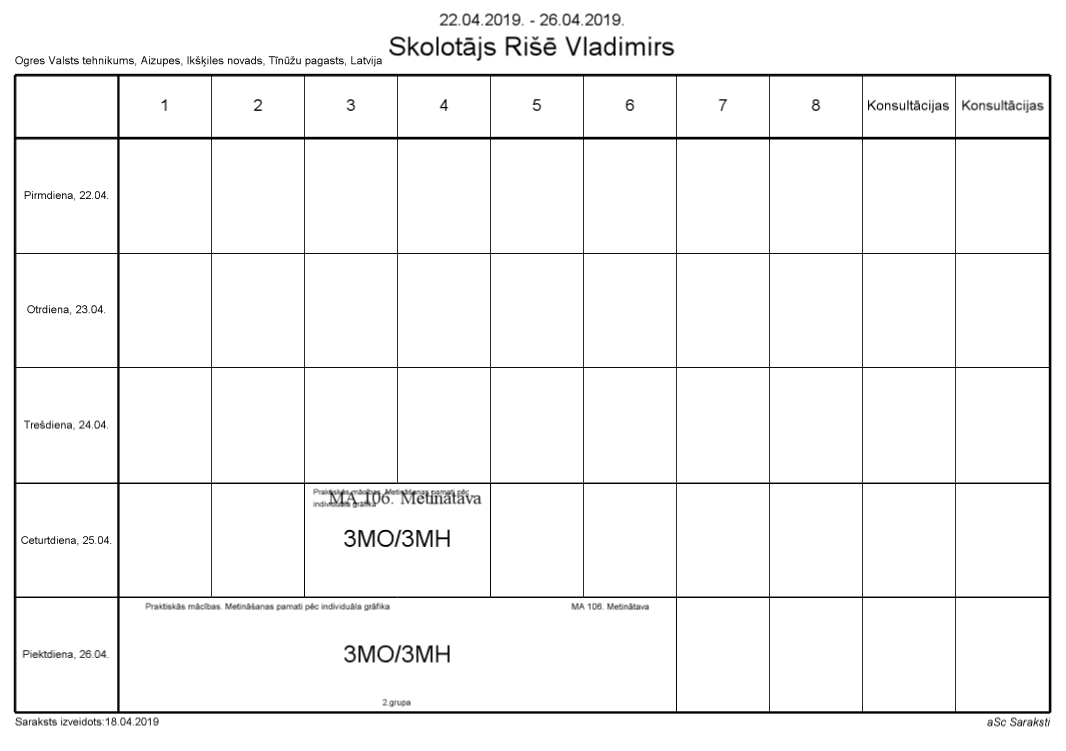 22.04.2019. - 26.04.2019.
Skolotājs Rišē Vladimirs
Ogres Valsts tehnikums, Aizupes, Ikšķiles novads, Tīnūžu pagasts, Latvija
1 2 3 4 5 6 7 8 Konsultācijas Konsultācijas
Pirmdiena, 22.04.
Otrdiena, 23.04.
Trešdiena, 24.04.
Praktiskās mācības. Metināšanas pamati pēc
individuāla grāfika
MA 106. Metinātava
Ceturtdiena, 25.04.
3MO/3MH
Praktiskās mācības. Metināšanas pamati pēc individuāla grāfika
MA 106. Metinātava
Piektdiena, 26.04.
3MO/3MH
2.grupa
Saraksts izveidots:18.04.2019
aSc Saraksti